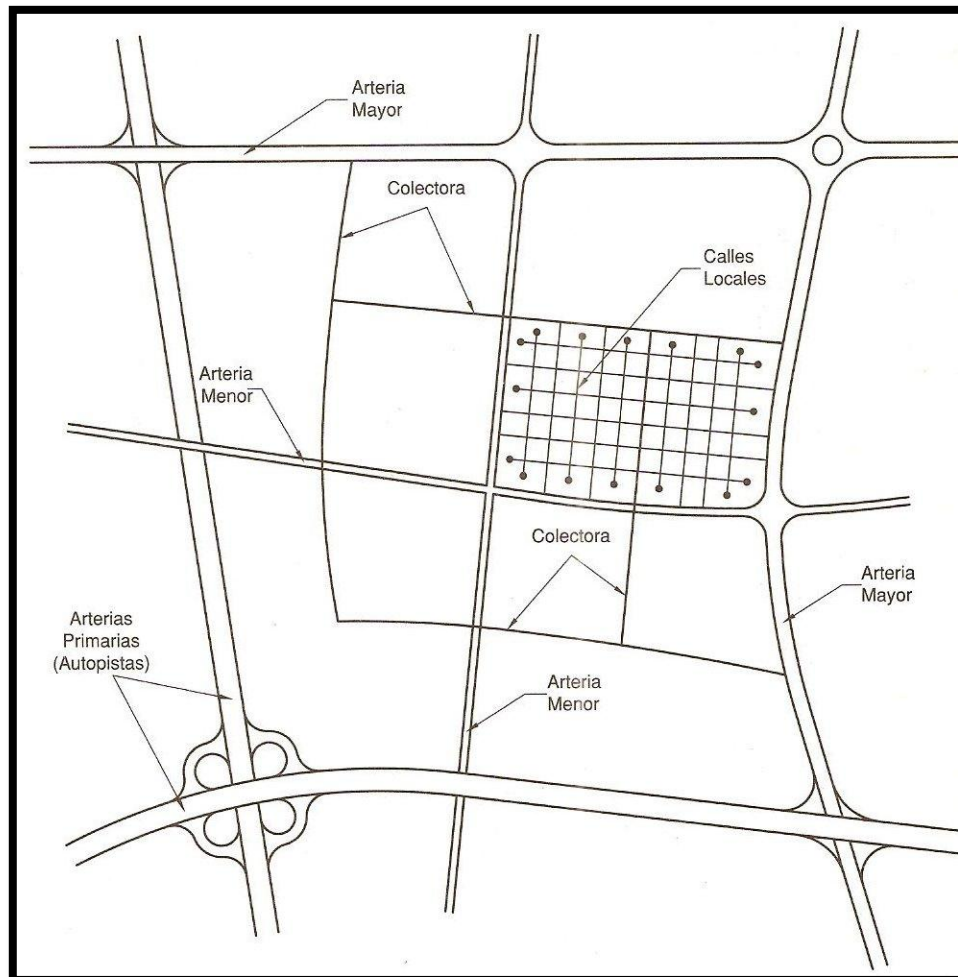 Arteria
Mayor
Colectora
Calles
Locales
Arteria
Menor
Colectora
Arteria
Mayor
Arterias
Primarias
(Autopistas)
Arteria
Menor